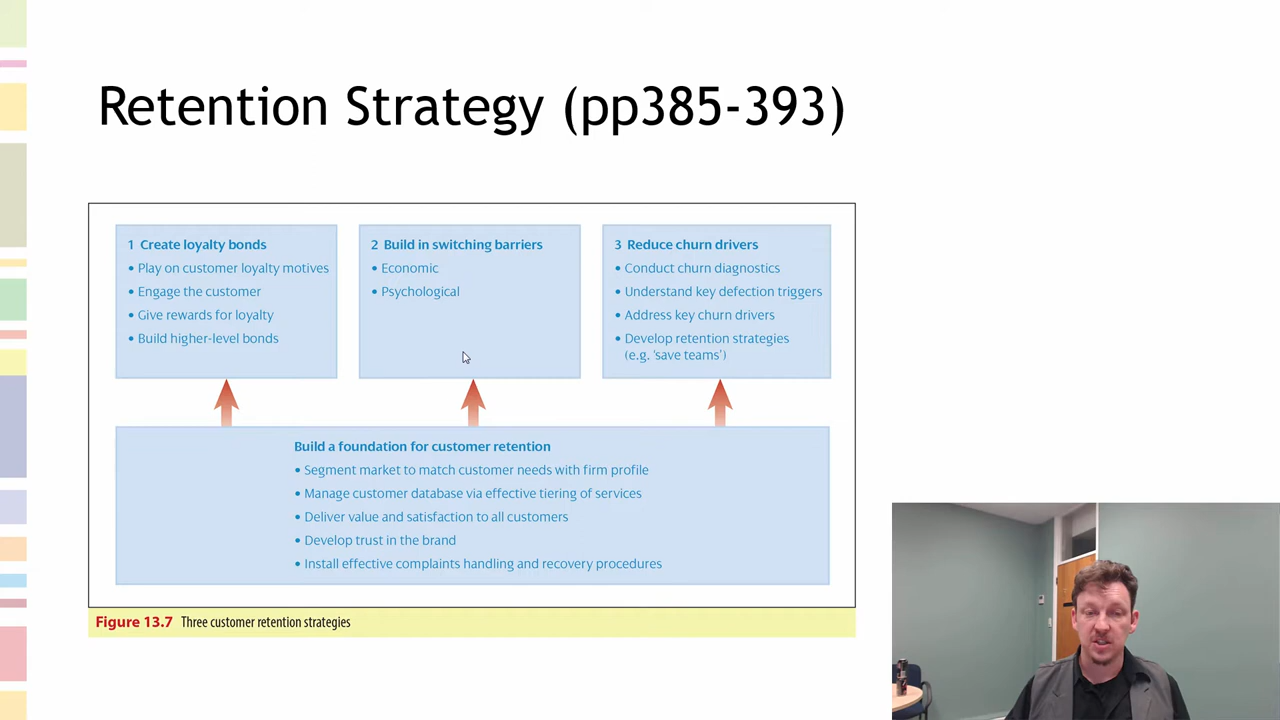 Retention Strategy (pp385-393)
1 Create loyalty bonds
• Play on customer loyalty motives
• Engage the customer
• Give rewards for loyalty
• Build higher-level bonds
2 Build in switching barriers
• Economic
• Psychological
3 Reduce churn drivers
• Conduct churn diagnostics
• Understand key defection triggers
• Address key churn drivers
• Develop retention strategies
(e.g. ‘save teams’)
Build a foundation for customer retention
• Segment market to match customer needs with firm profile
• Manage customer database via effective tiering of services
• Deliver value and satisfaction to all customers
• Develop trust in the brand
• Install effective complaints handling and recovery procedures
Figure 13.7 Three customer retention strategies